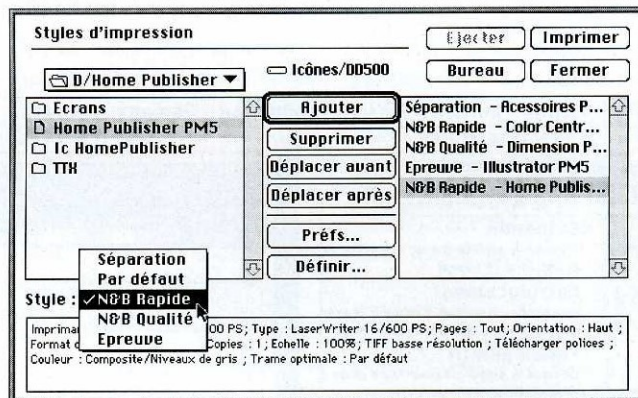 Styles d'impression
Ejecter
Imprimer
D/Home Publisher
Icônes/DD500
Bureau
Fermer
Ecrans
Home Publisher PM5
Ic HomePublisher
TTX
Ajouter
Supprimer
Déplacer avant
Déplacer après
Préfs...
Définir...
Séparation - Acessoires P...
N&B Rapide - Color Centr...
N&B Qualité - Dimension P...
Epreuve - Illustrator PM5
N&B Rapide - Home Publis...
Style :
Séparation
Par défaut
✓N&B Rapide
N&B Qualité
Epreuve
Impriman 00 PS; Type : LaserWriter 16/600 PS; Pages : Tout; Orientation : Haut ;
Format Copies : 1; Echelle : 100%; TIFF basse résolution ; Télécharger polices ;
Couleur : Composite/Niveaux de gris ; Trame optimale : Par défaut